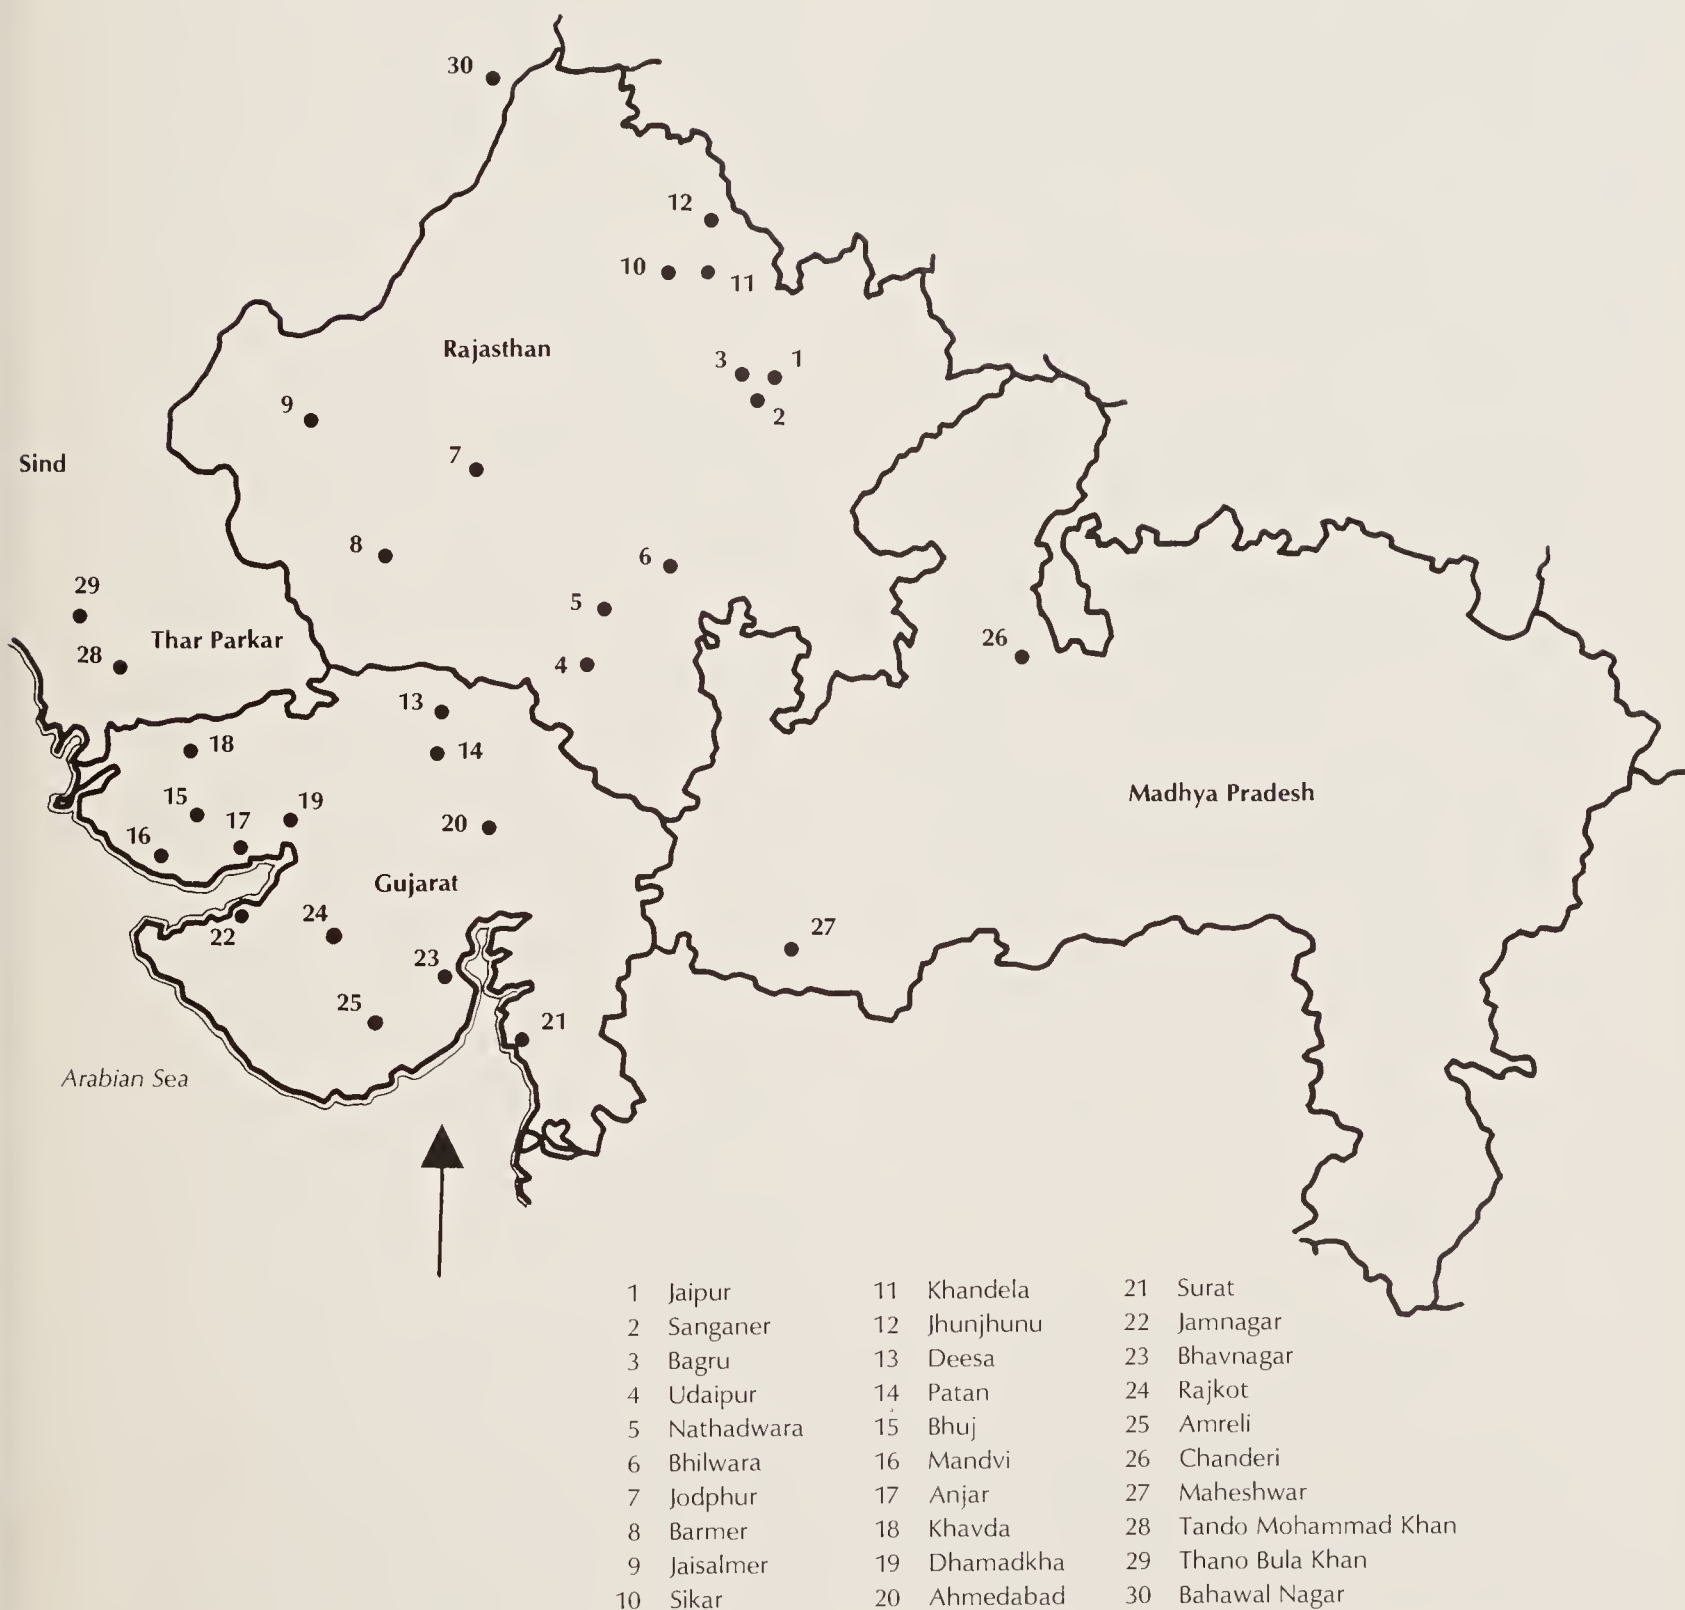 30
12
10
11
Rajasthan
3
1
2
9
7
Sind
8
6
29
5
Thar Parkar
28
4
26
13
18
14
Madhya Pradesh
15
19
16
17
20
Gujarat
24
22
27
23
25
21
Arabian Sea
1 Jaipur
2 Sanganer
3 Bagru
4 Udaipur
5 Nathadwara
6 Bhilwara
7 Jodphur
8 Barmer
9 Jaisalmer
10 Sikar
11 Khandela
12 Jhunjhunu
13 Deesa
14 Patan
15 Bhuj
16 Mandvi
17 Anjar
18 Khavda
19 Dhamadkha
20 Ahmedabad
21 Surat
22 Jamnagar
23 Bhavnagar
24 Rajkot
25 Amreli
26 Chanderi
27 Maheshwar
28 Tando Mohammad Khan
29 Thano Bula Khan
30 Bahawal Nagar